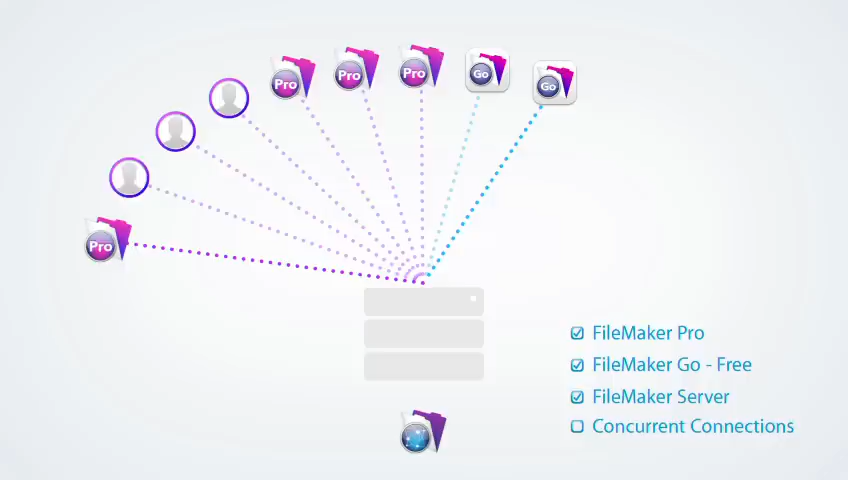 Pro
Pro
Pro
Go
Go
Pro
FileMaker Pro
FileMaker Go - Free
FileMaker Server
Concurrent Connections